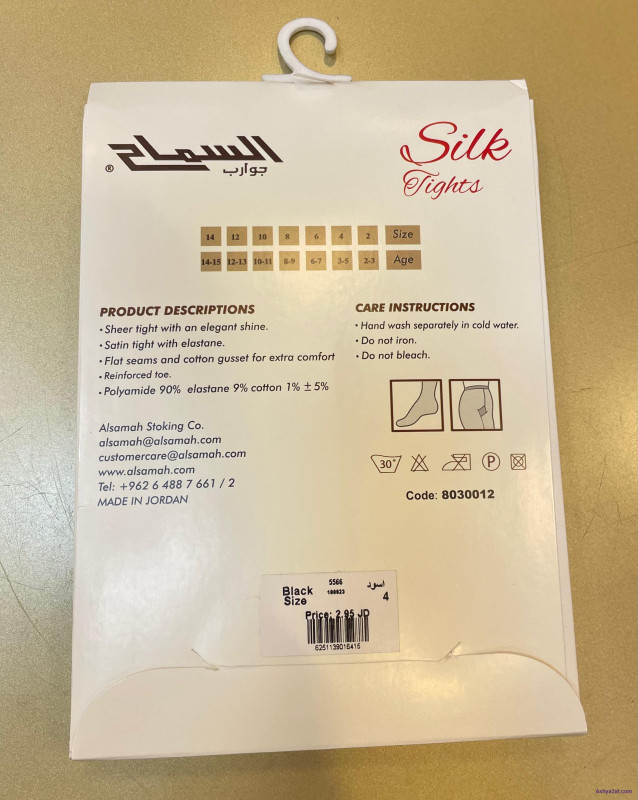 السماح
جوارب
®
Silk
Tights
14 12 10 8 6 4 2 Size
14-15 12-13 10-11 8-9 6-7 3-5 2-3 Age
PRODUCT DESCRIPTIONS
• Sheer tight with an elegant shine.
• Satin tight with elastane.
• Flat seams and cotton gusset for extra comfort
• Reinforced toe.
• Polyamide 90% elastane 9% cotton 1% ± 5%
Alsamah Stoking Co.
alsamah@alsamah.com
customercare@alsamah.com
www.alsamah.com
Tel: +962 6 488 7 661 / 2
MADE IN JORDAN
CARE INSTRUCTIONS
• Hand wash separately in cold water.
• Do not iron.
• Do not bleach.
30°
P
Code: 8030012
5566
Black 188823 اسود
Size 4
Price: 2.95 JD
6251139016415
Ashya2at.com